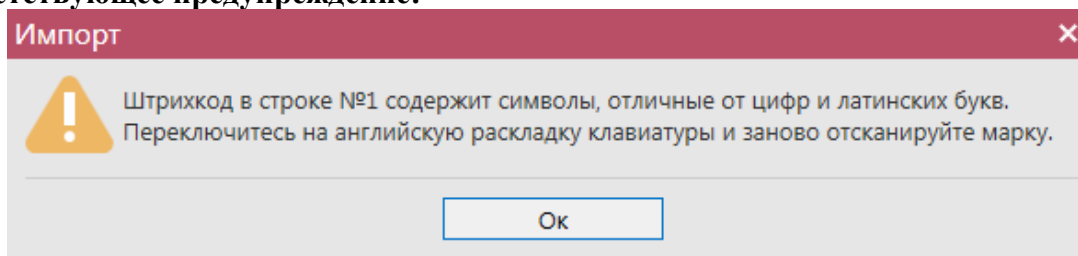 предупреждение:
Импорт
Штрихкод в строке №1 содержит символы, отличные от цифр и латинских букв.
Переключитесь на английскую раскладку клавиатуры и заново отсканируйте марку.
Ок